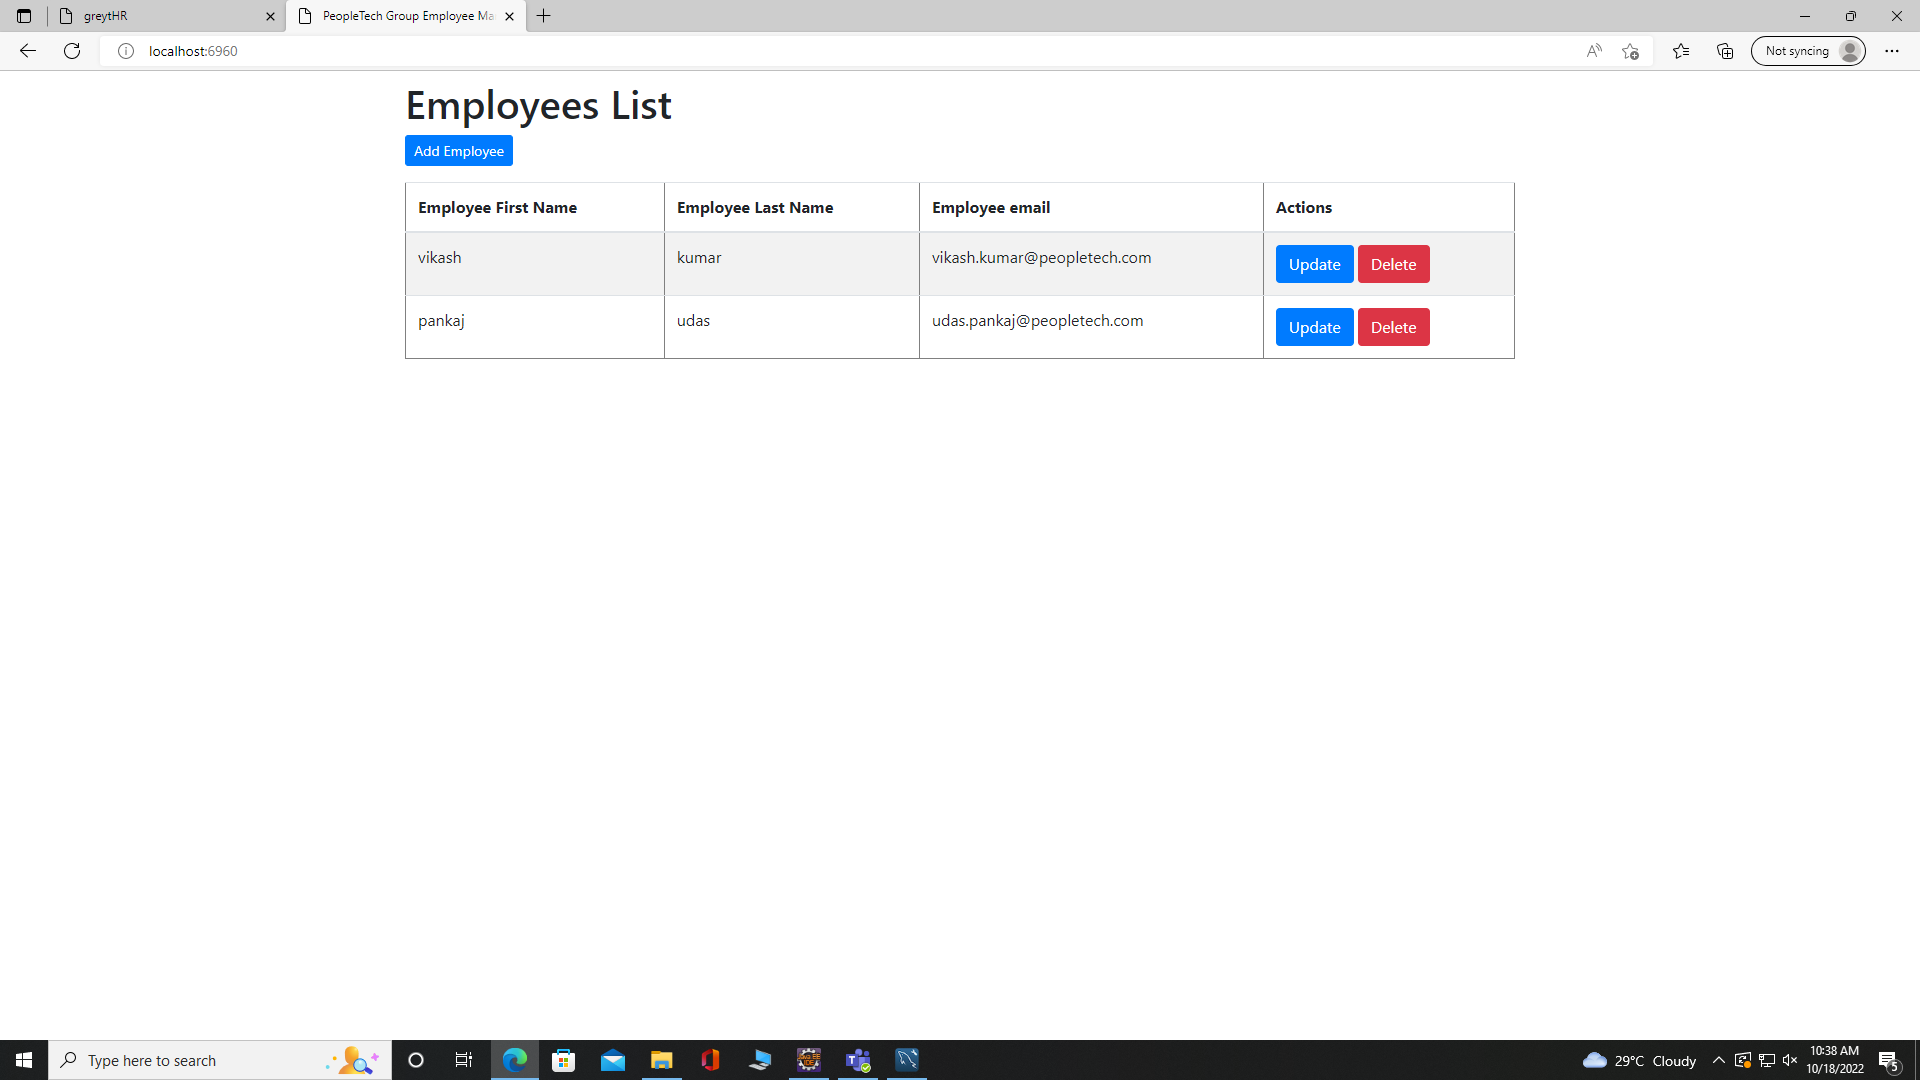 greytHR
PeopleTech Group Employee Ma
localhost:6960
Not syncing
Employees List
Add Employee
Employee First Name Employee Last Name Employee email Actions
vikash kumar vikash.kumar@peopletech.com Update Delete
pankaj udas udas.pankaj@peopletech.com Update Delete
Type here to search
29°C Cloudy
10:38 AM
10/18/2022
5